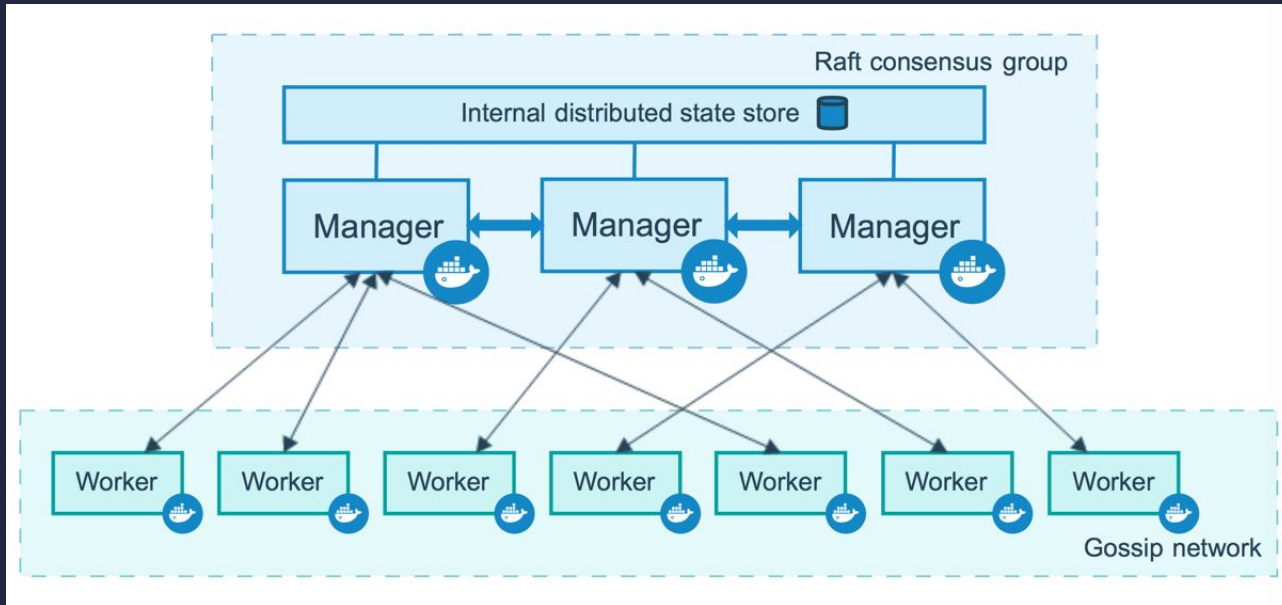 Raft consensus group
Internal distributed state store
Manager
Manager
Manager
Worker
Worker
Worker
Worker
Worker
Worker
Worker
Gossip network